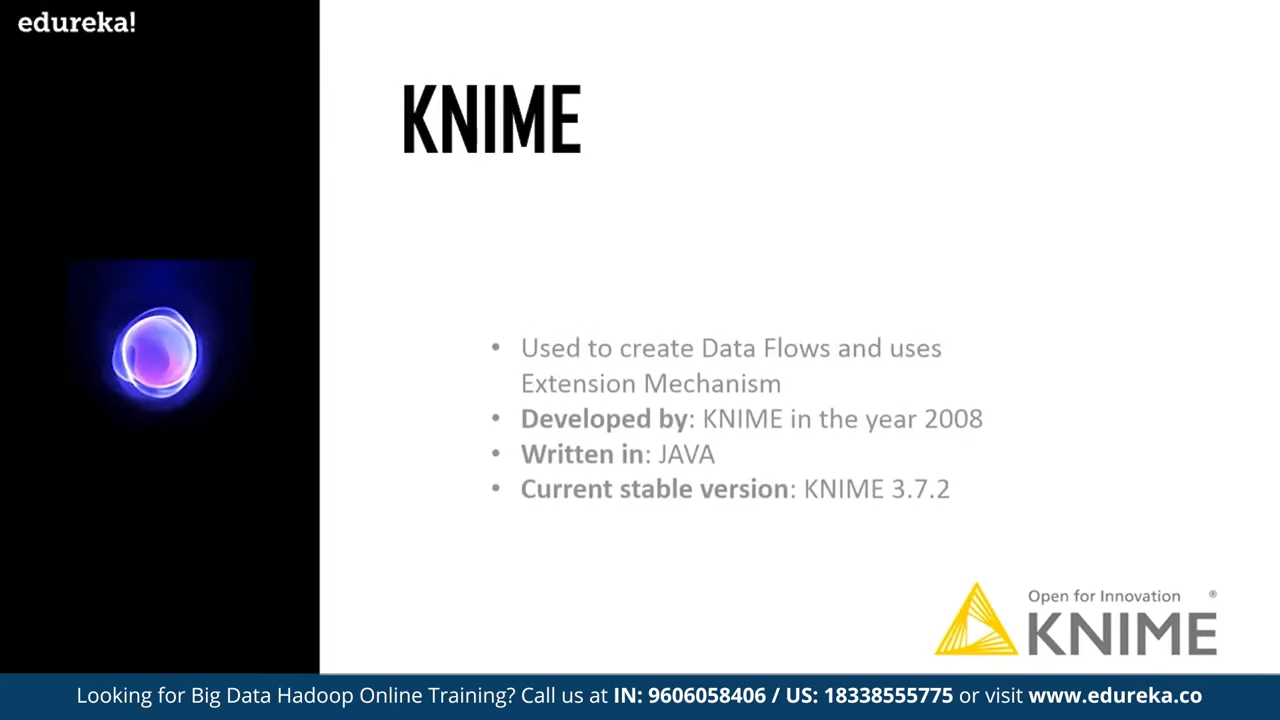 edureka!
KNIME
• Used to create Data Flows and uses
Extension Mechanism
• Developed by: KNIME in the year 2008
• Written in: JAVA
• Current stable version: KNIME 3.7.2
Open for Innovation ®
KNIME
Looking for Big Data Hadoop Online Training? Call us at IN: 9606058406 / US: 18338555775 or visit www.edureka.co